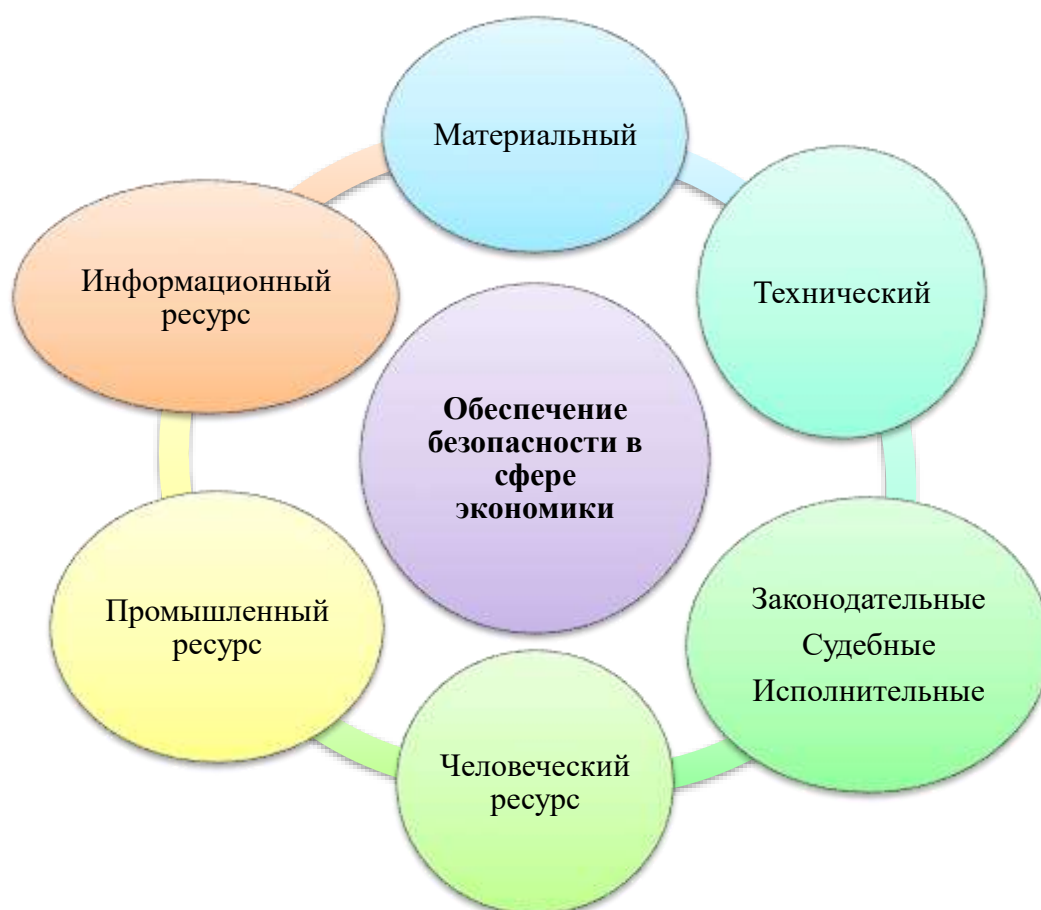 Материальный
Технический
Информационный
ресурс
Обеспечение
безопасности в
сфере
экономики
Законодательные
Судебные
Исполнительные
Промышленный
ресурс
Человеческий
ресурс